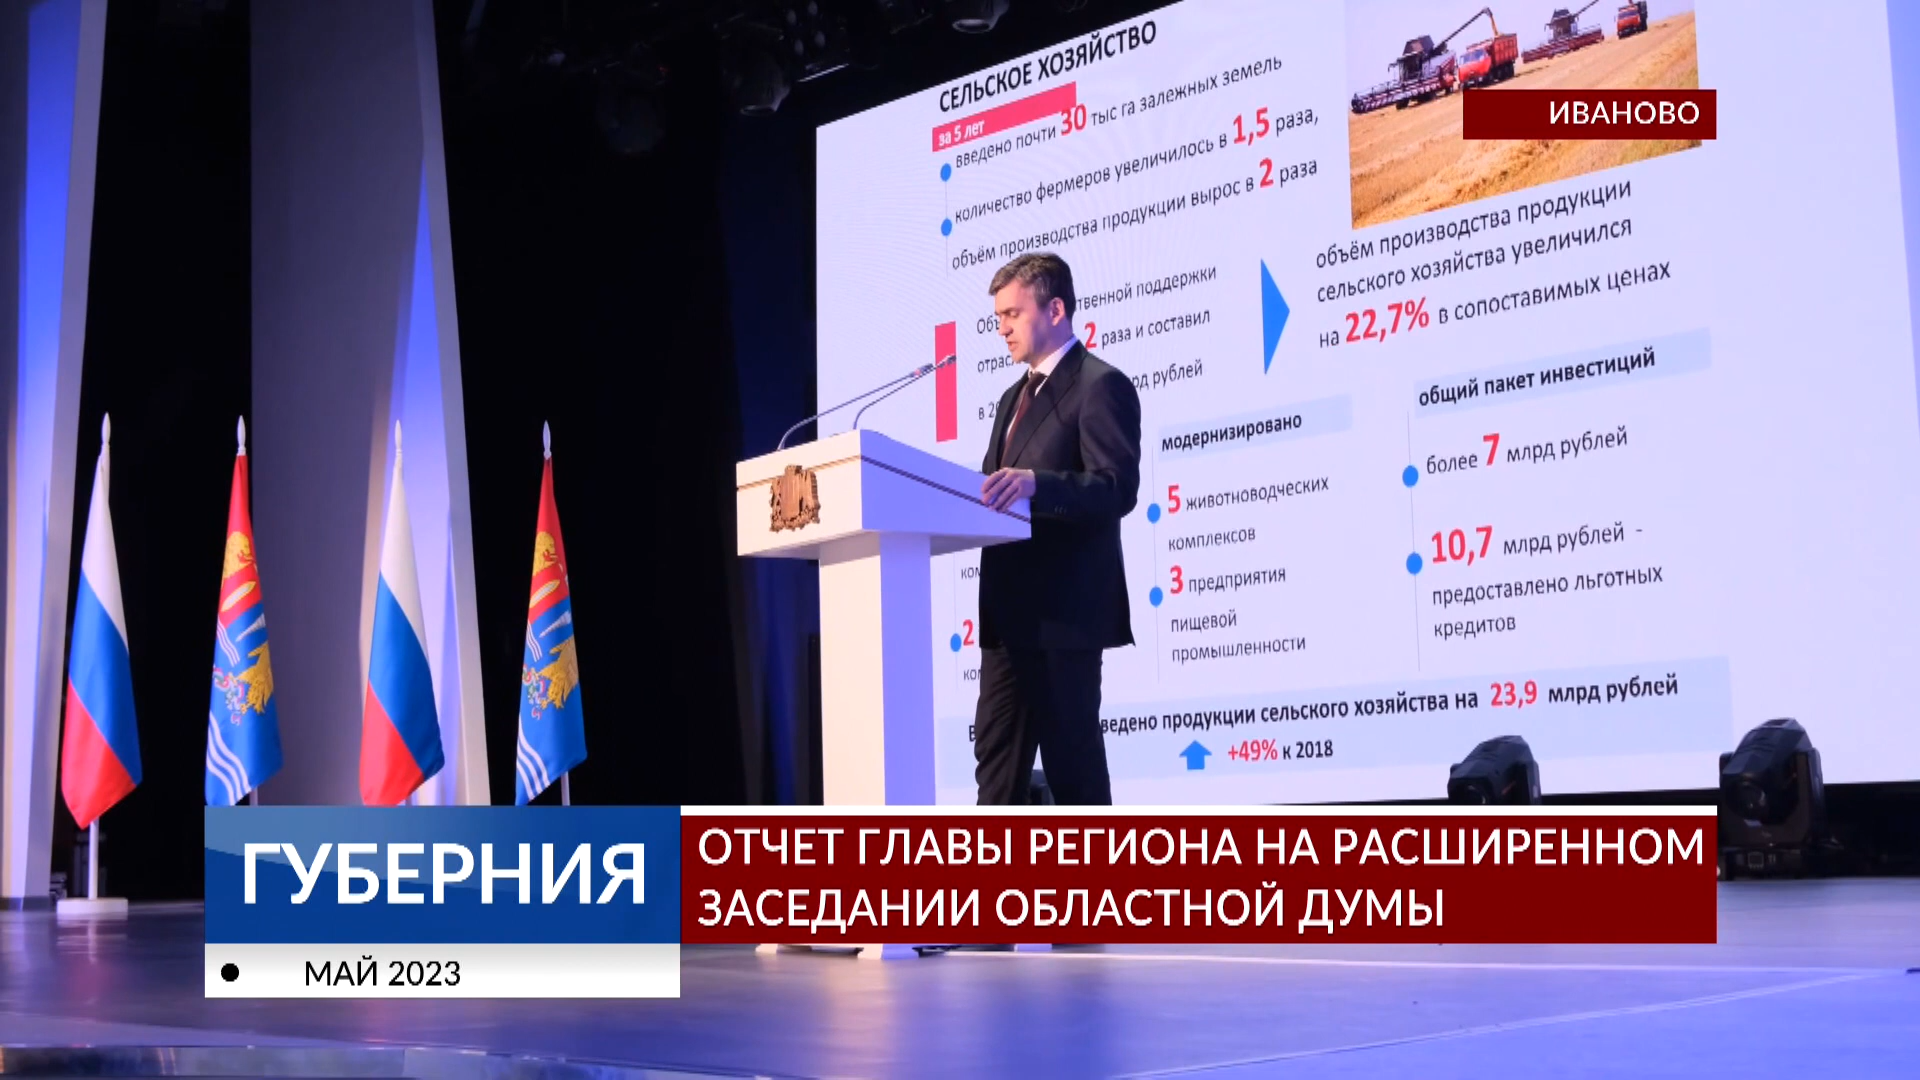 СЕЛЬСКОЕ ХОЗЯЙСТВО
за 5 лет
введено почти 30 тыс га залежных земель
количество фермеров увеличилось в 1,5 раза,
объём производства продукции вырос в 2 раза
ИВАНОВО
объём производства продукции
сельского хозяйства увеличился
на 22,7% в сопоставимых ценах
поддержки
2 раза и составил
рублей
модернизировано
5 животноводческих
комплексов
3 предприятия
пищевой
промышленности
общий пакет инвестиций
более 7 млрд рублей
10,7 млрд рублей -
предоставлено льготных
кредитов
2
продукции сельского хозяйства на 23,9 млрд рублей
+49% к 2018
ГУБЕРНИЯ
ОТЧЕТ ГЛАВЫ РЕГИОНА НА РАСШИРЕННОМ
ЗАСЕДАНИИ ОБЛАСТНОЙ ДУМЫ
МАЙ 2023